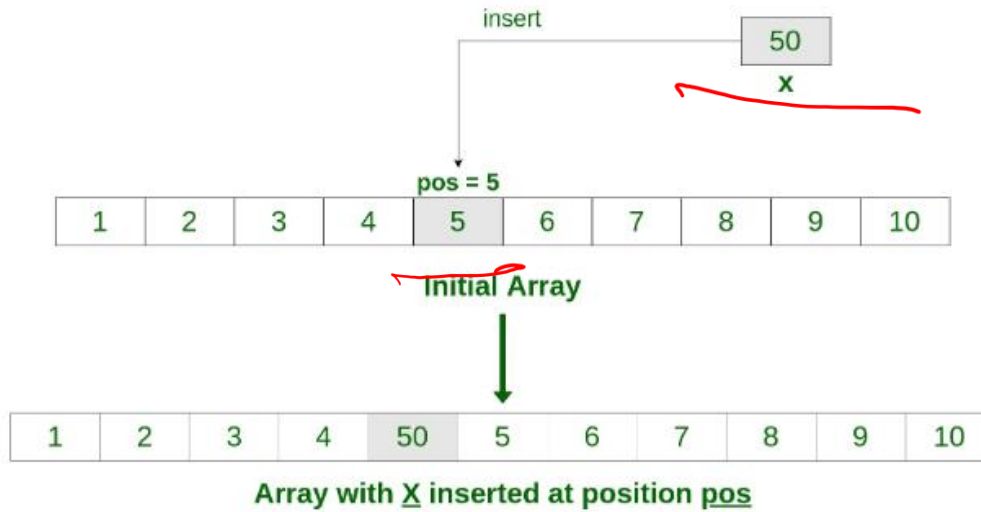 insert
50
x
pos = 5
1 2 3 4 5 6 7 8 9 10
Initial Array
1 2 3 4 50 5 6 7 8 9 10
Array with X inserted at position pos